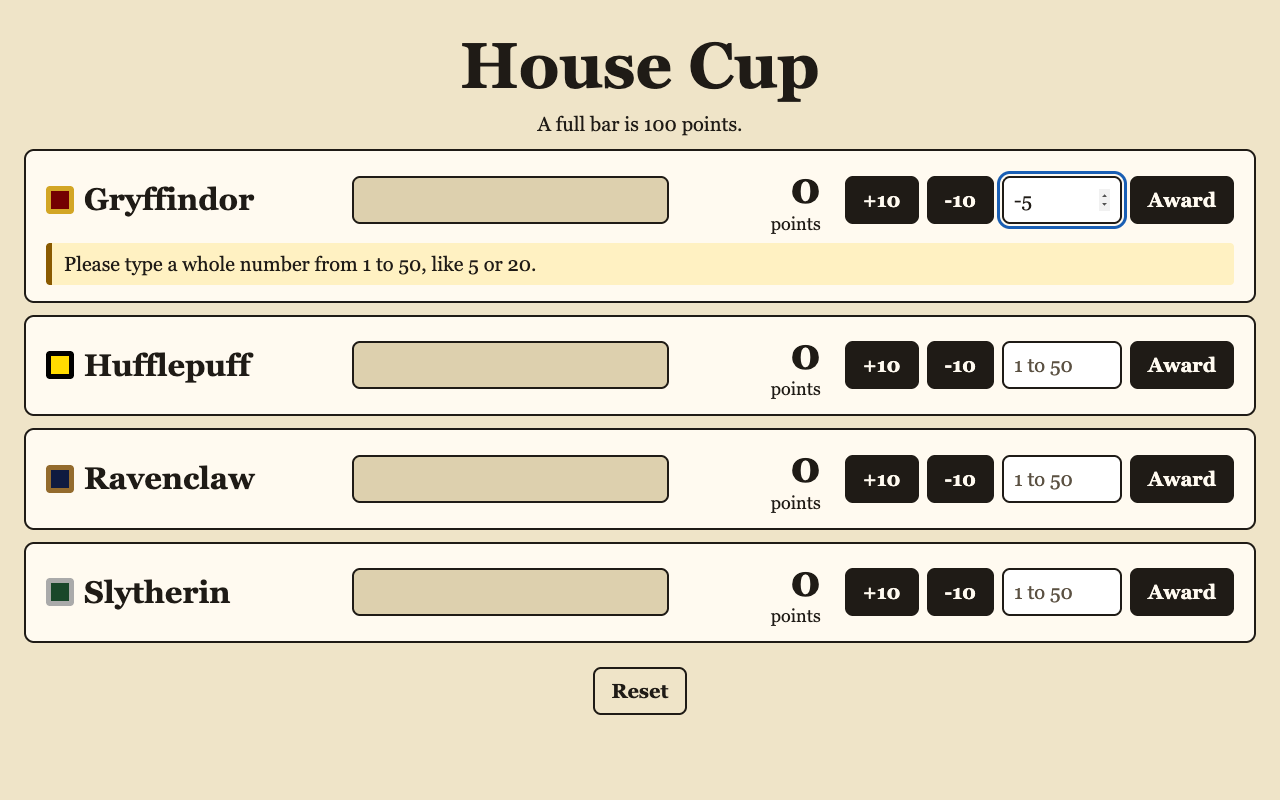 House Cup
A full bar is 100 points.
Gryffindor 0 points +10 -10 -5 Award
Please type a whole number from 1 to 50, like 5 or 20.
Hufflepuff 0 points +10 -10 1 to 50 Award
Ravenclaw 0 points +10 -10 1 to 50 Award
Slytherin 0 points +10 -10 1 to 50 Award
Reset